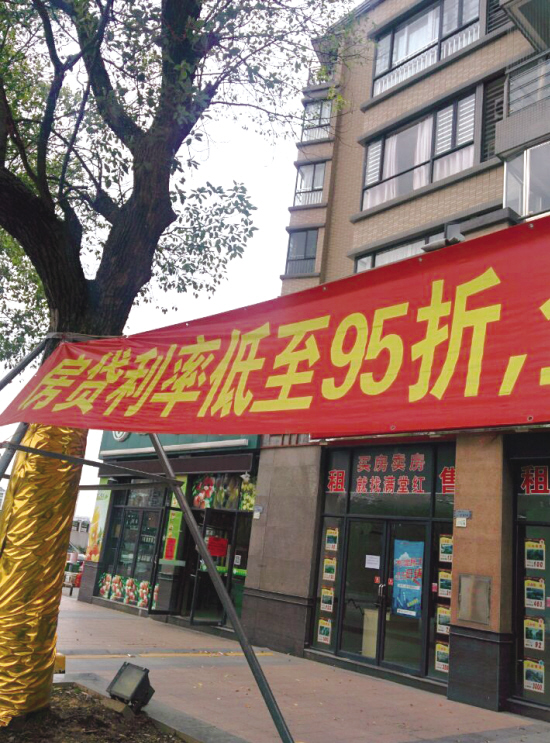 房贷利率低至95折,
买房卖房
就找满堂红
租
售
租